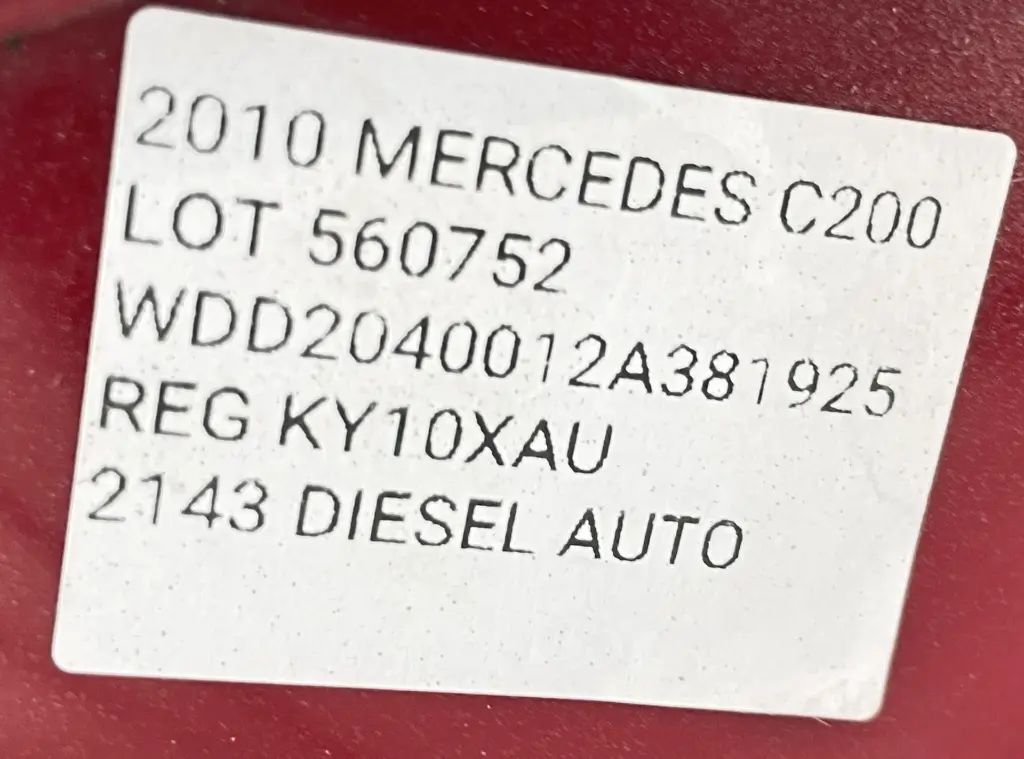 2010 MERCEDES C200
LOT 560752
WDD2040012A381925
REG KY10XAU
2143 DIESEL AUTO